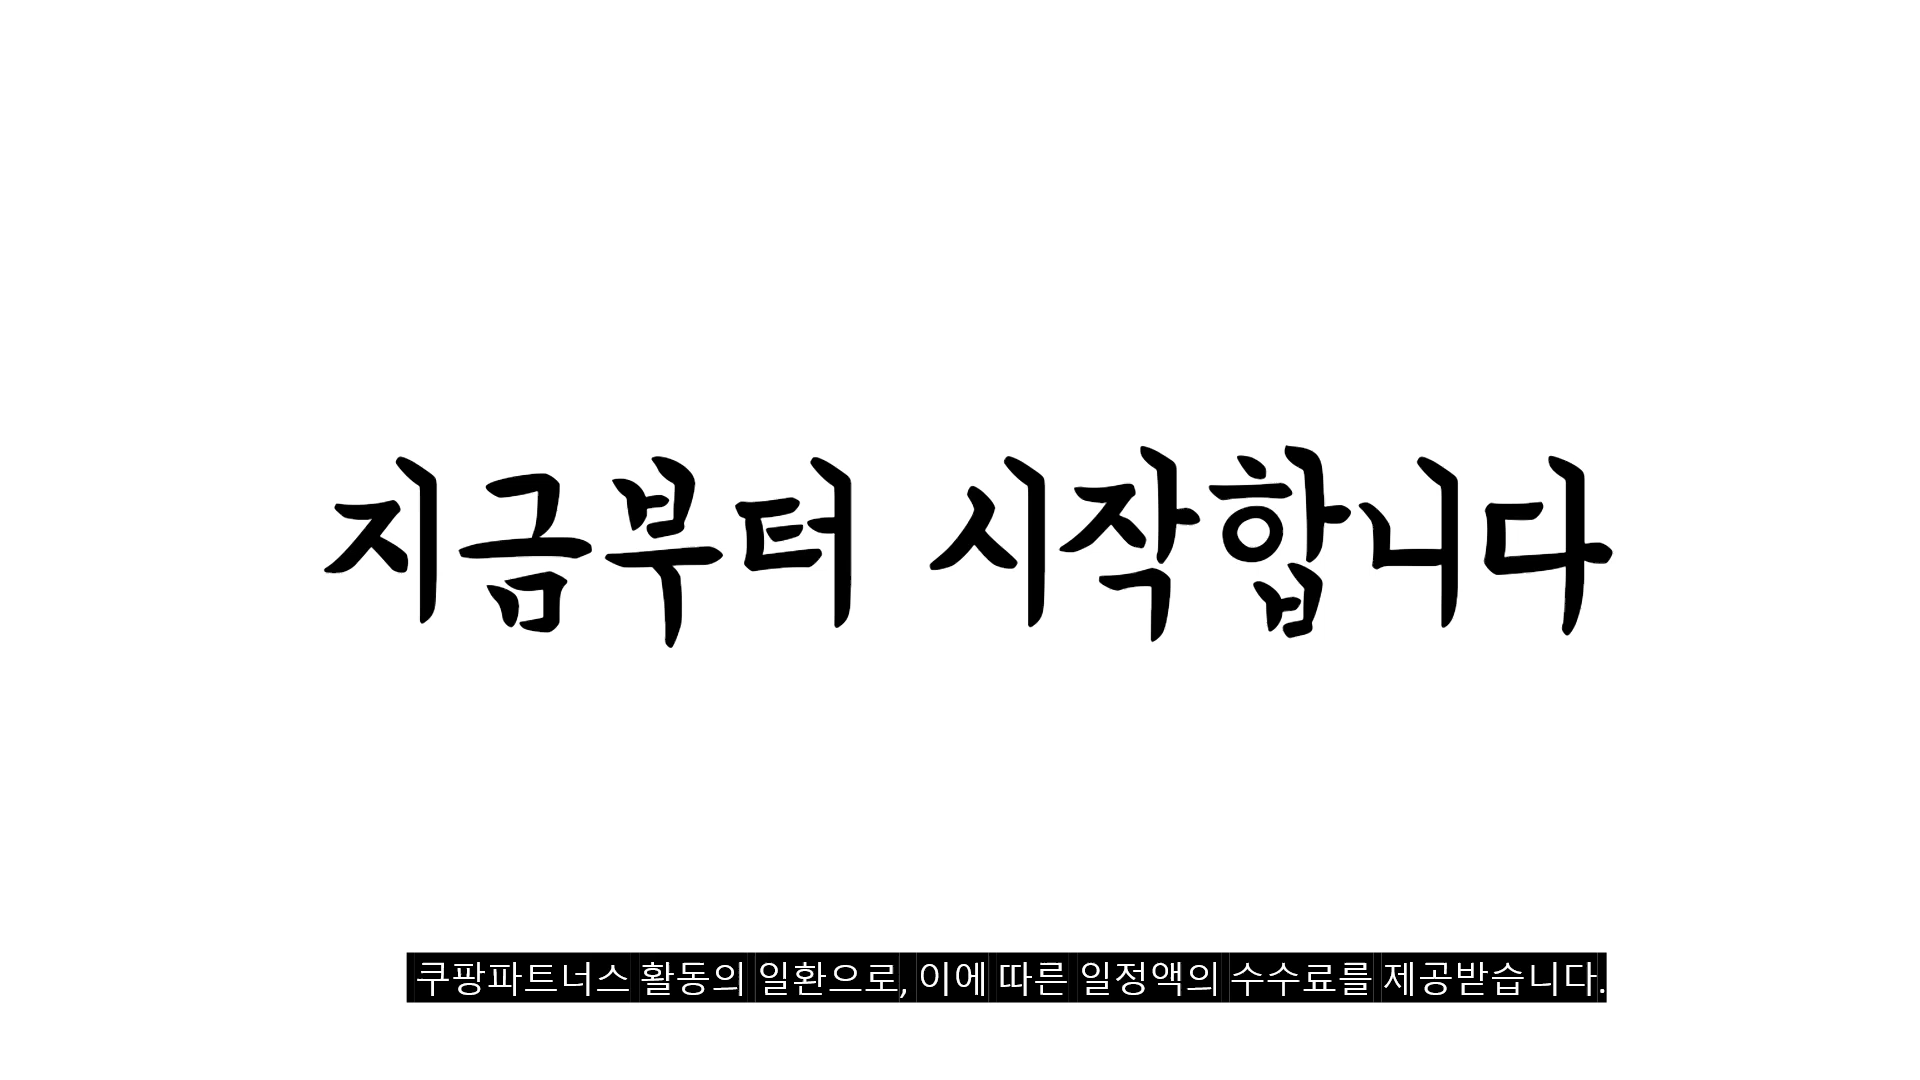 지금부터 시작합니다
쿠팡파트너스 활동의 일환으로, 이에 따른 일정액의 수수료를 제공받습니다.